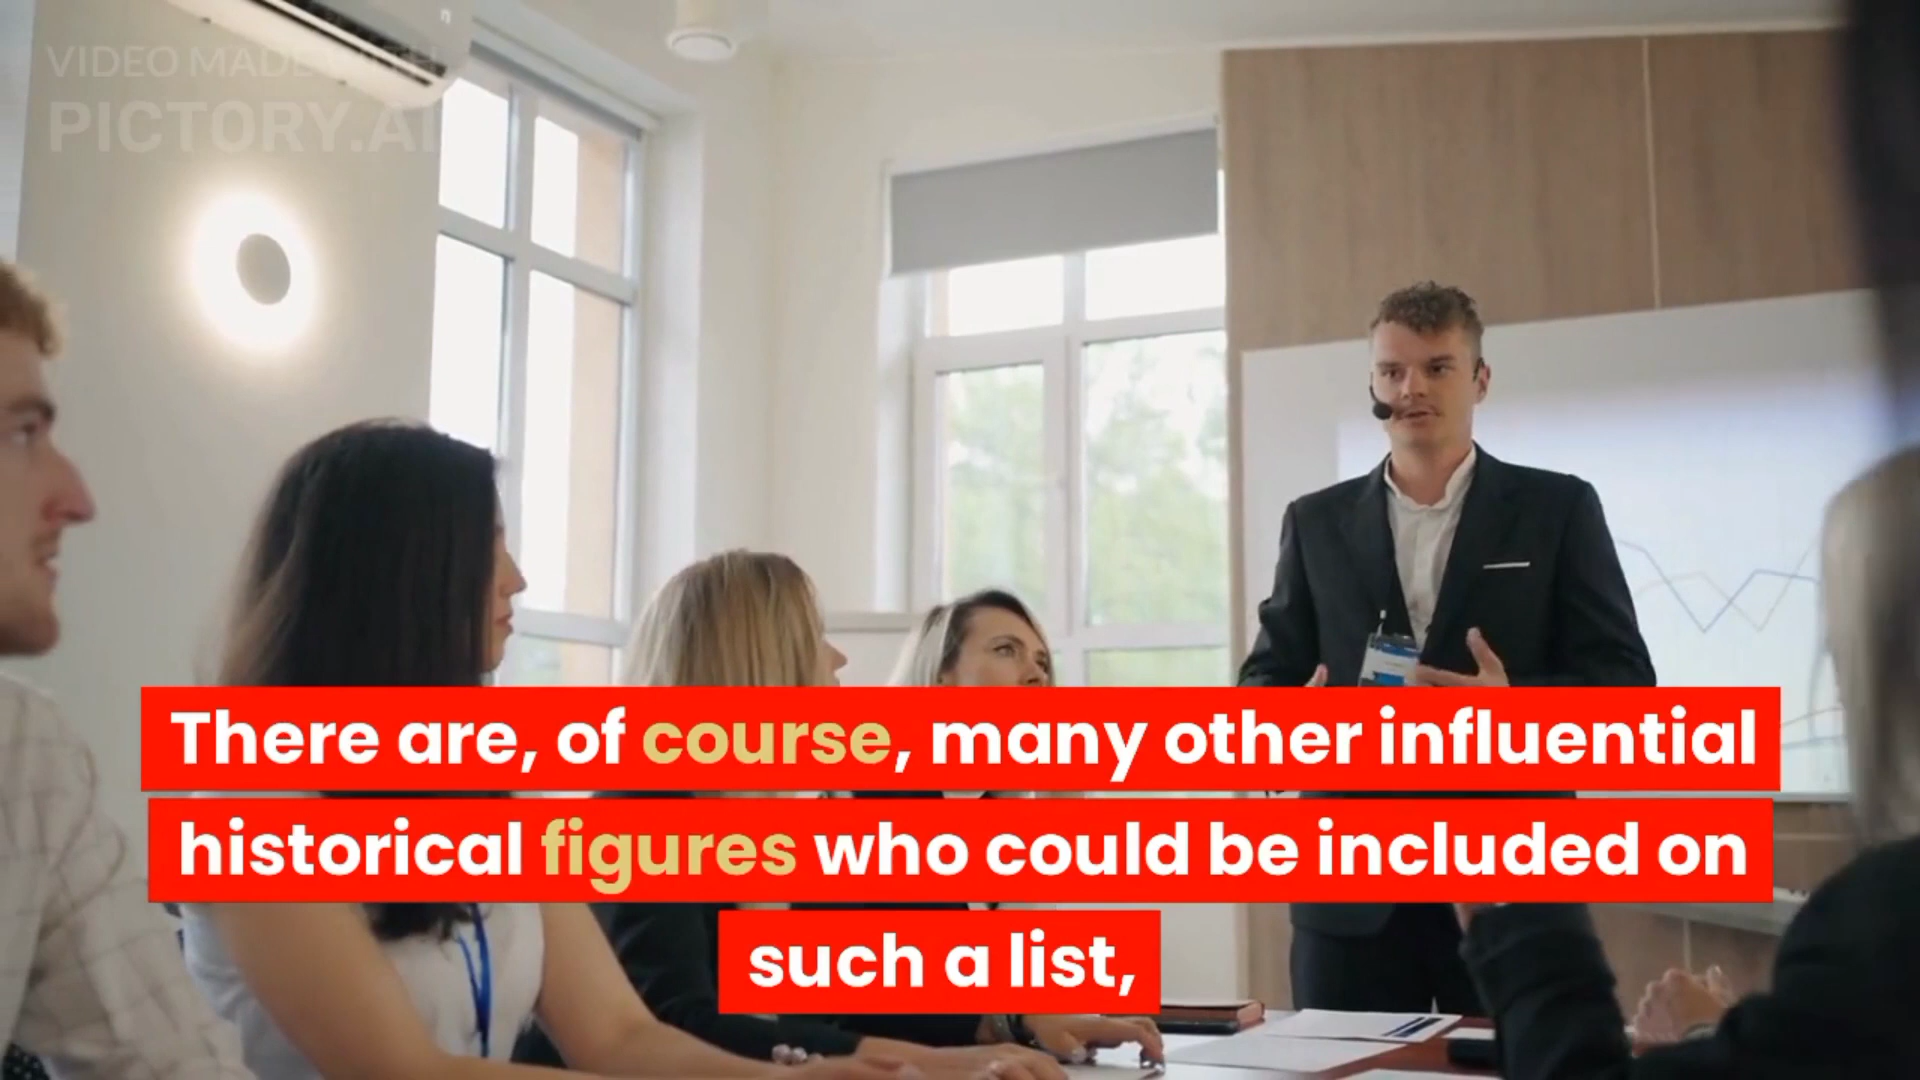 VIDEO MADE WITH
PICTORY.AI
There are, of course, many other influential
historical figures who could be included on
such a list,